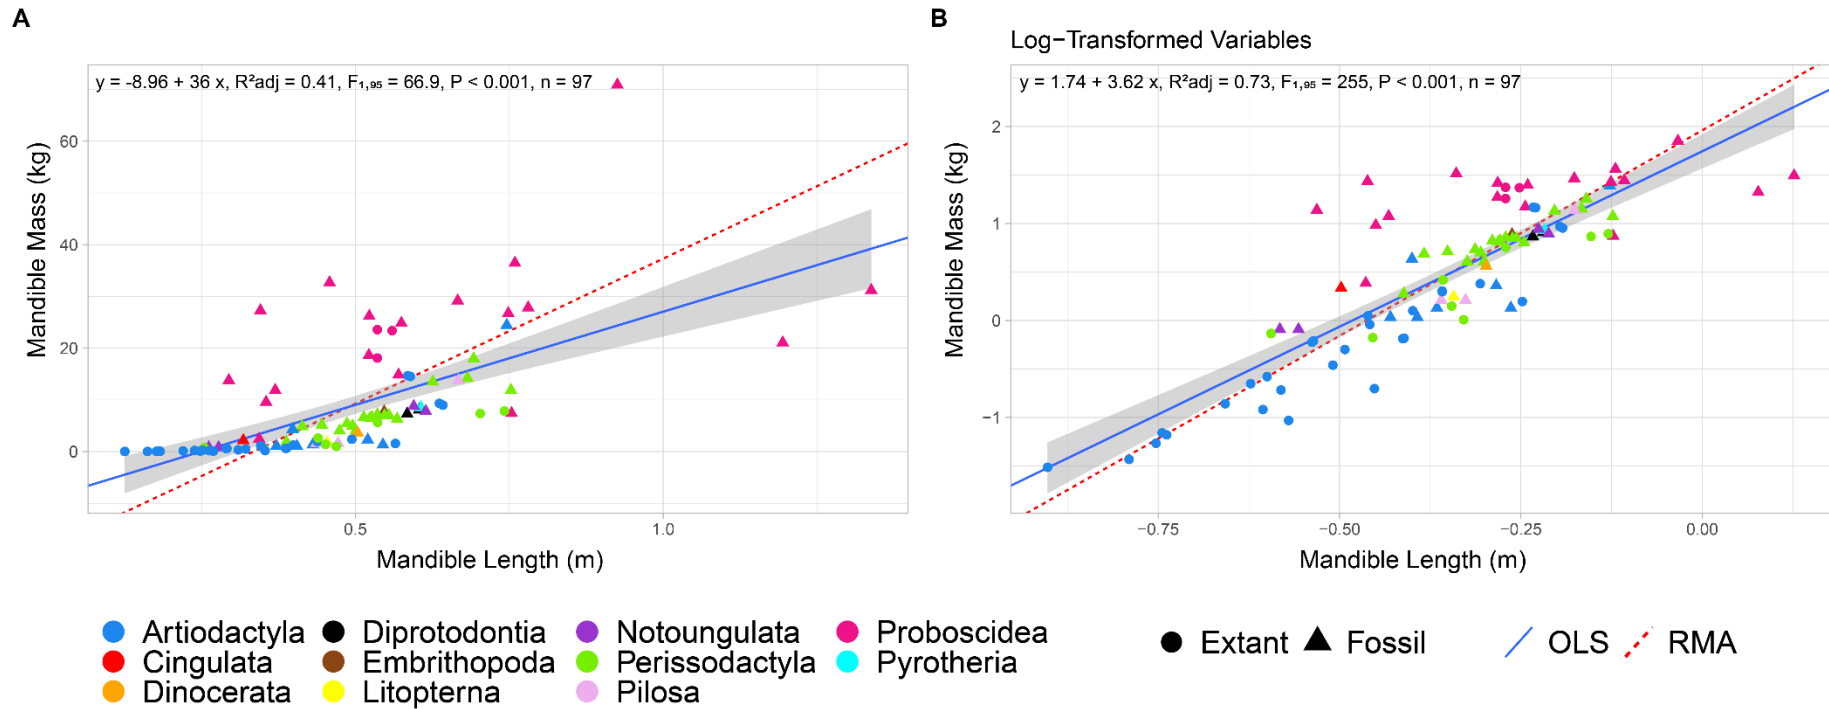 A
y = -8.96 + 36 x, R²adj = 0.41, F₁,₉₅ = 66.9, P < 0.001, n = 97
Mandible Mass (kg)
60
40
20
0
0.5
1.0
Mandible Length (m)
B
Log−Transformed Variables
y = 1.74 + 3.62 x, R²adj = 0.73, F₁,₉₅ = 255, P < 0.001, n = 97
Mandible Mass (kg)
2
1
0
−1
−0.75
−0.50
−0.25
0.00
Mandible Length (m)
Artiodactyla
Diprotodontia
Notoungulata
Proboscidea
Cingulata
Embrithopoda
Perissodactyla
Pyrotheria
Dinocerata
Litopterna
Pilosa
Extant
Fossil
OLS
RMA